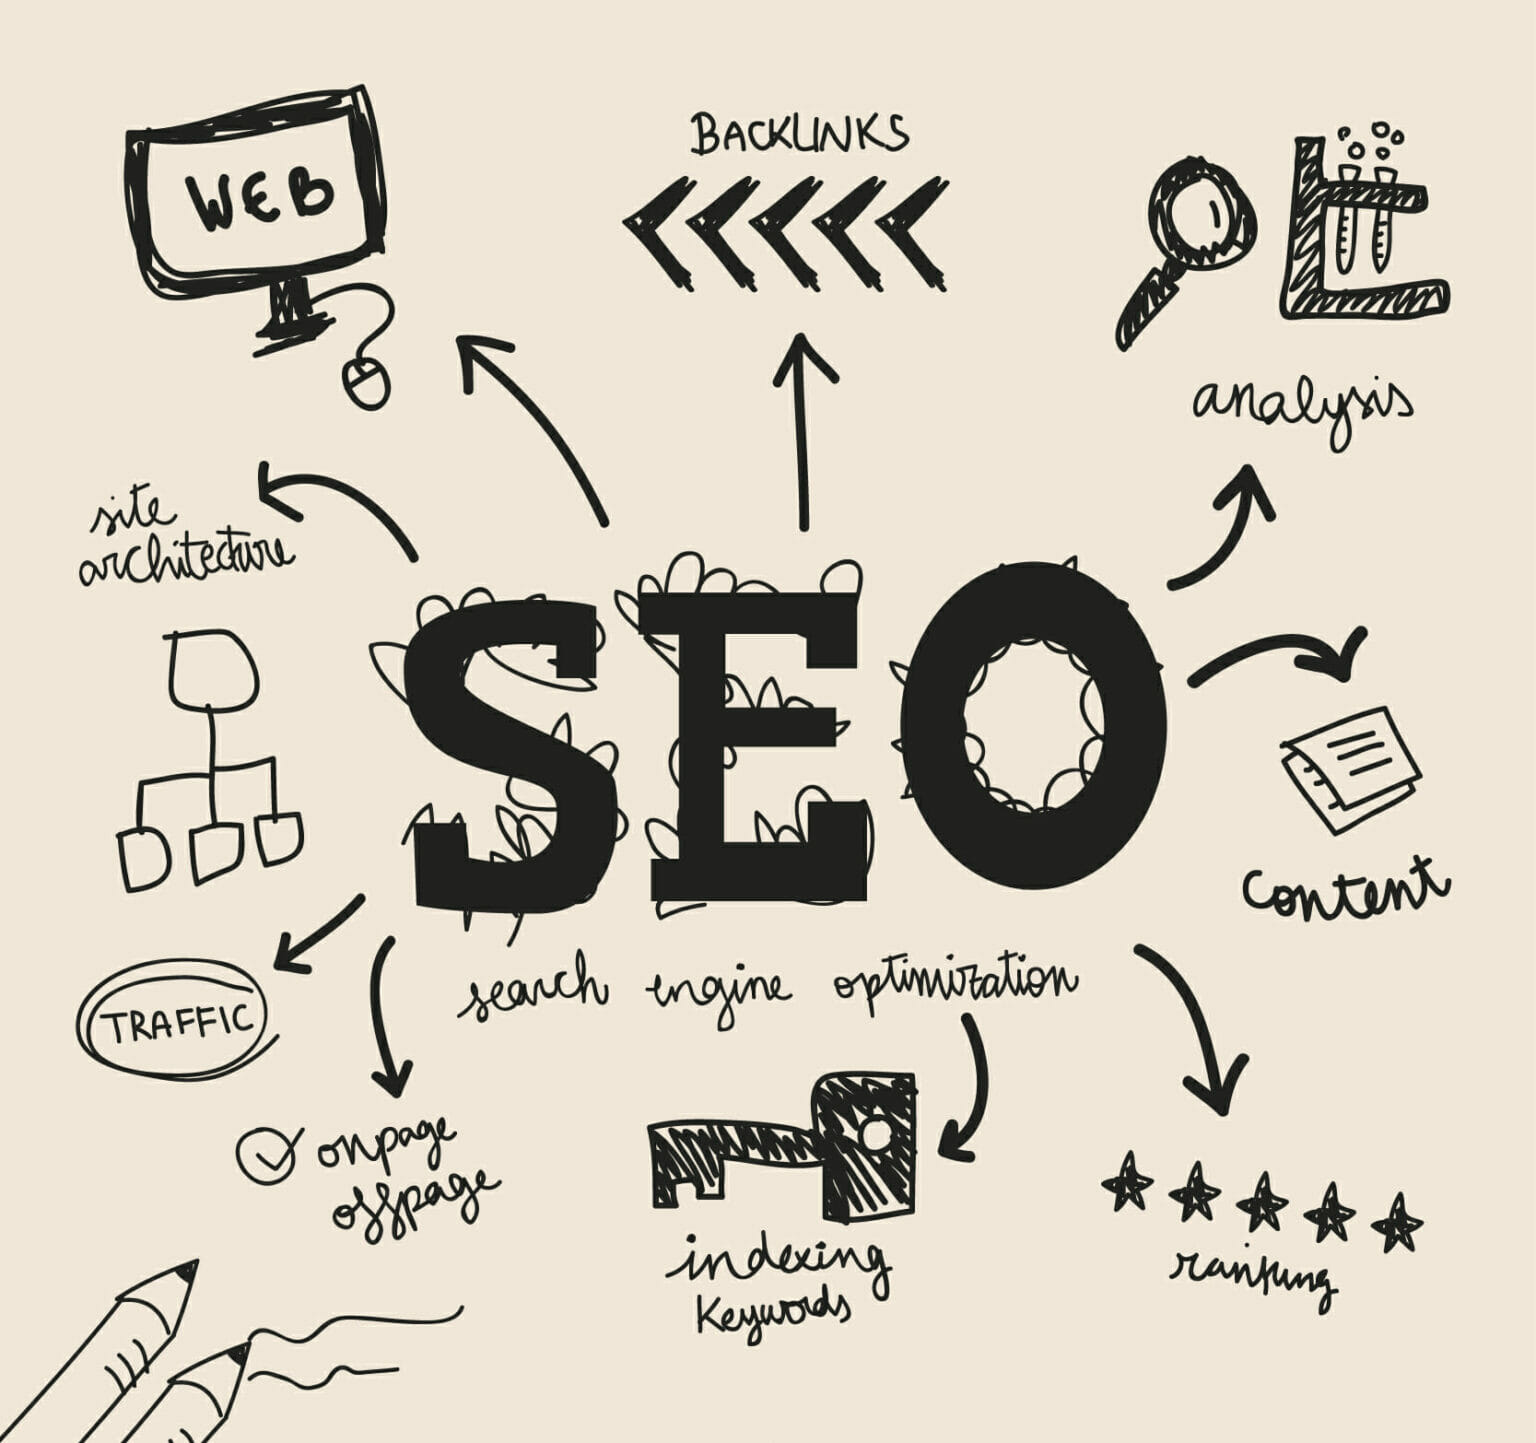 WEB
BACKLINKS
analysis
site
architecture
SEO
search engine optimization
content
TRAFFIC
onpage
offpage
indexing
keywords
ranking